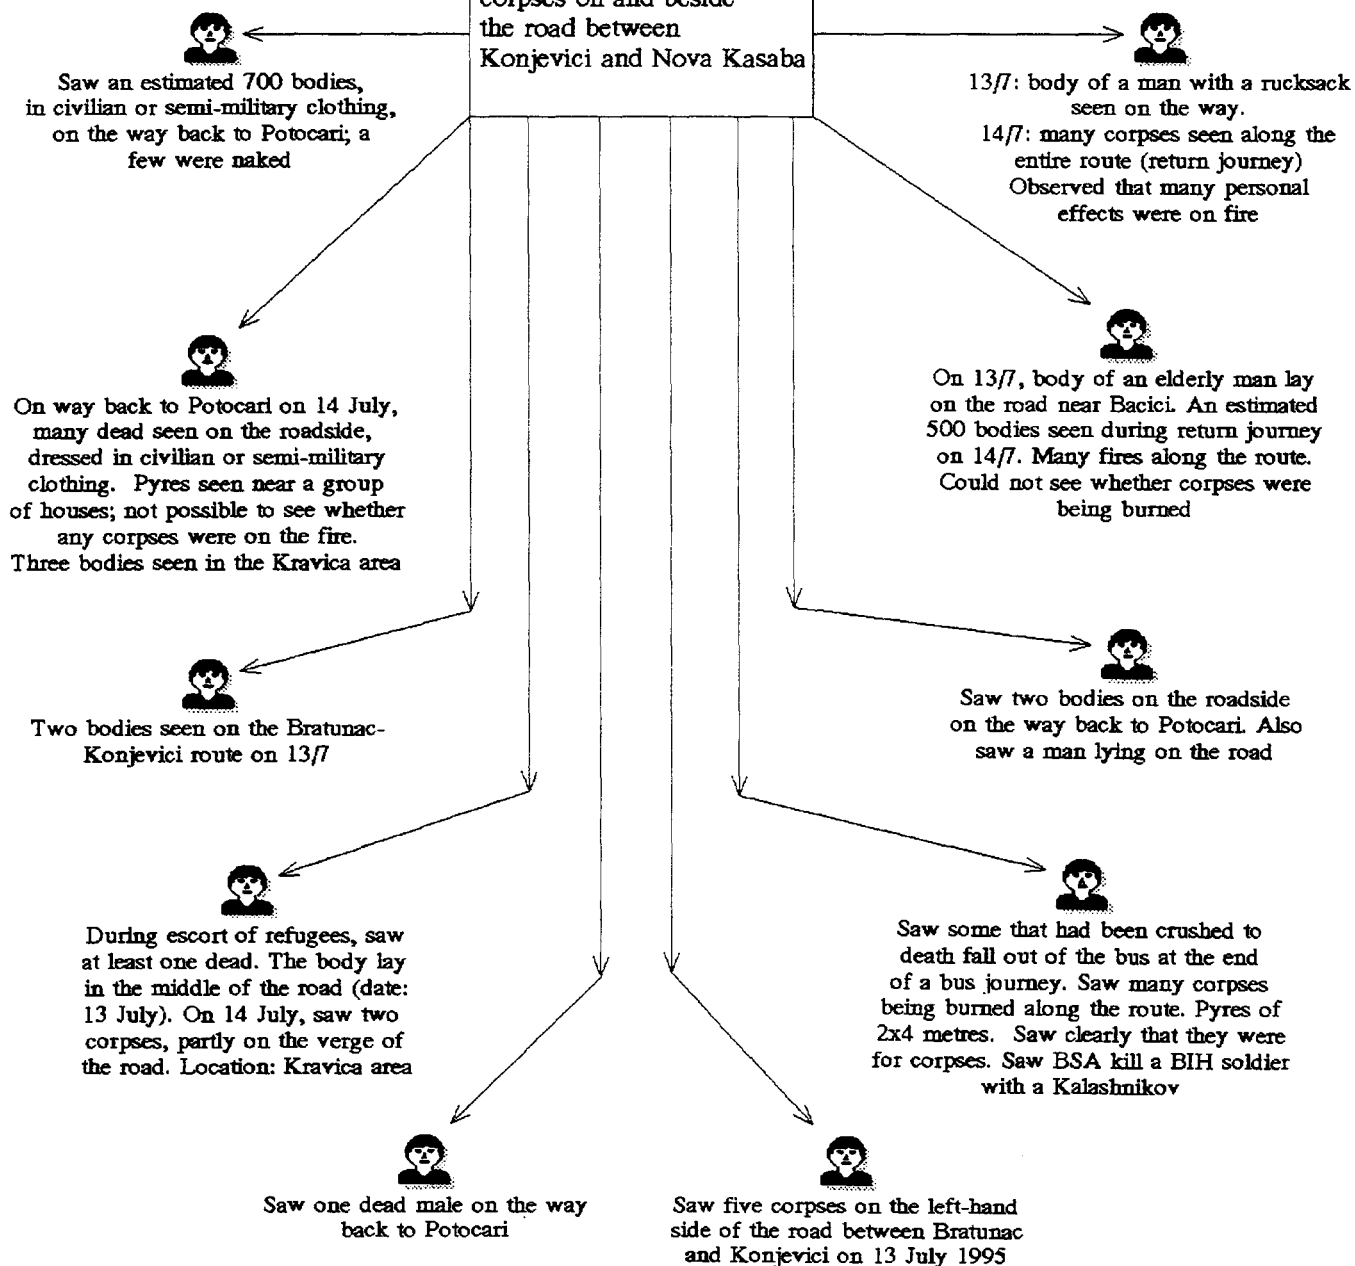 corpses on and beside
the road between
Konjevici and Nova Kasaba
Saw an estimated 700 bodies,
in civilian or semi-military clothing,
on the way back to Potocari; a
few were naked
13/7: body of a man with a rucksack
seen on the way.
14/7: many corpses seen along the
entire route (return journey)
Observed that many personal
effects were on fire
On way back to Potocari on 14 July,
many dead seen on the roadside,
dressed in civilian or semi-military
clothing. Pyres seen near a group
of houses; not possible to see whether
any corpses were on the fire.
Three bodies seen in the Kravica area
On 13/7, body of an elderly man lay
on the road near Bacici. An estimated
500 bodies seen during return journey
on 14/7. Many fires along the route.
Could not see whether corpses were
being burned
Two bodies seen on the Bratunac-
Konjevici route on 13/7
Saw two bodies on the roadside
on the way back to Potocari. Also
saw a man lying on the road
During escort of refugees, saw
at least one dead. The body lay
in the middle of the road (date:
13 July). On 14 July, saw two
corpses, partly on the verge of
the road. Location: Kravica area
Saw some that had been crushed to
death fall out of the bus at the end
of a bus journey. Saw many corpses
being burned along the route. Pyres of
2x4 metres. Saw clearly that they were
for corpses. Saw BSA kill a BIH soldier
with a Kalashnikov
Saw one dead male on the way
back to Potocari
Saw five corpses on the left-hand
side of the road between Bratunac
and Konjevici on 13 July 1995